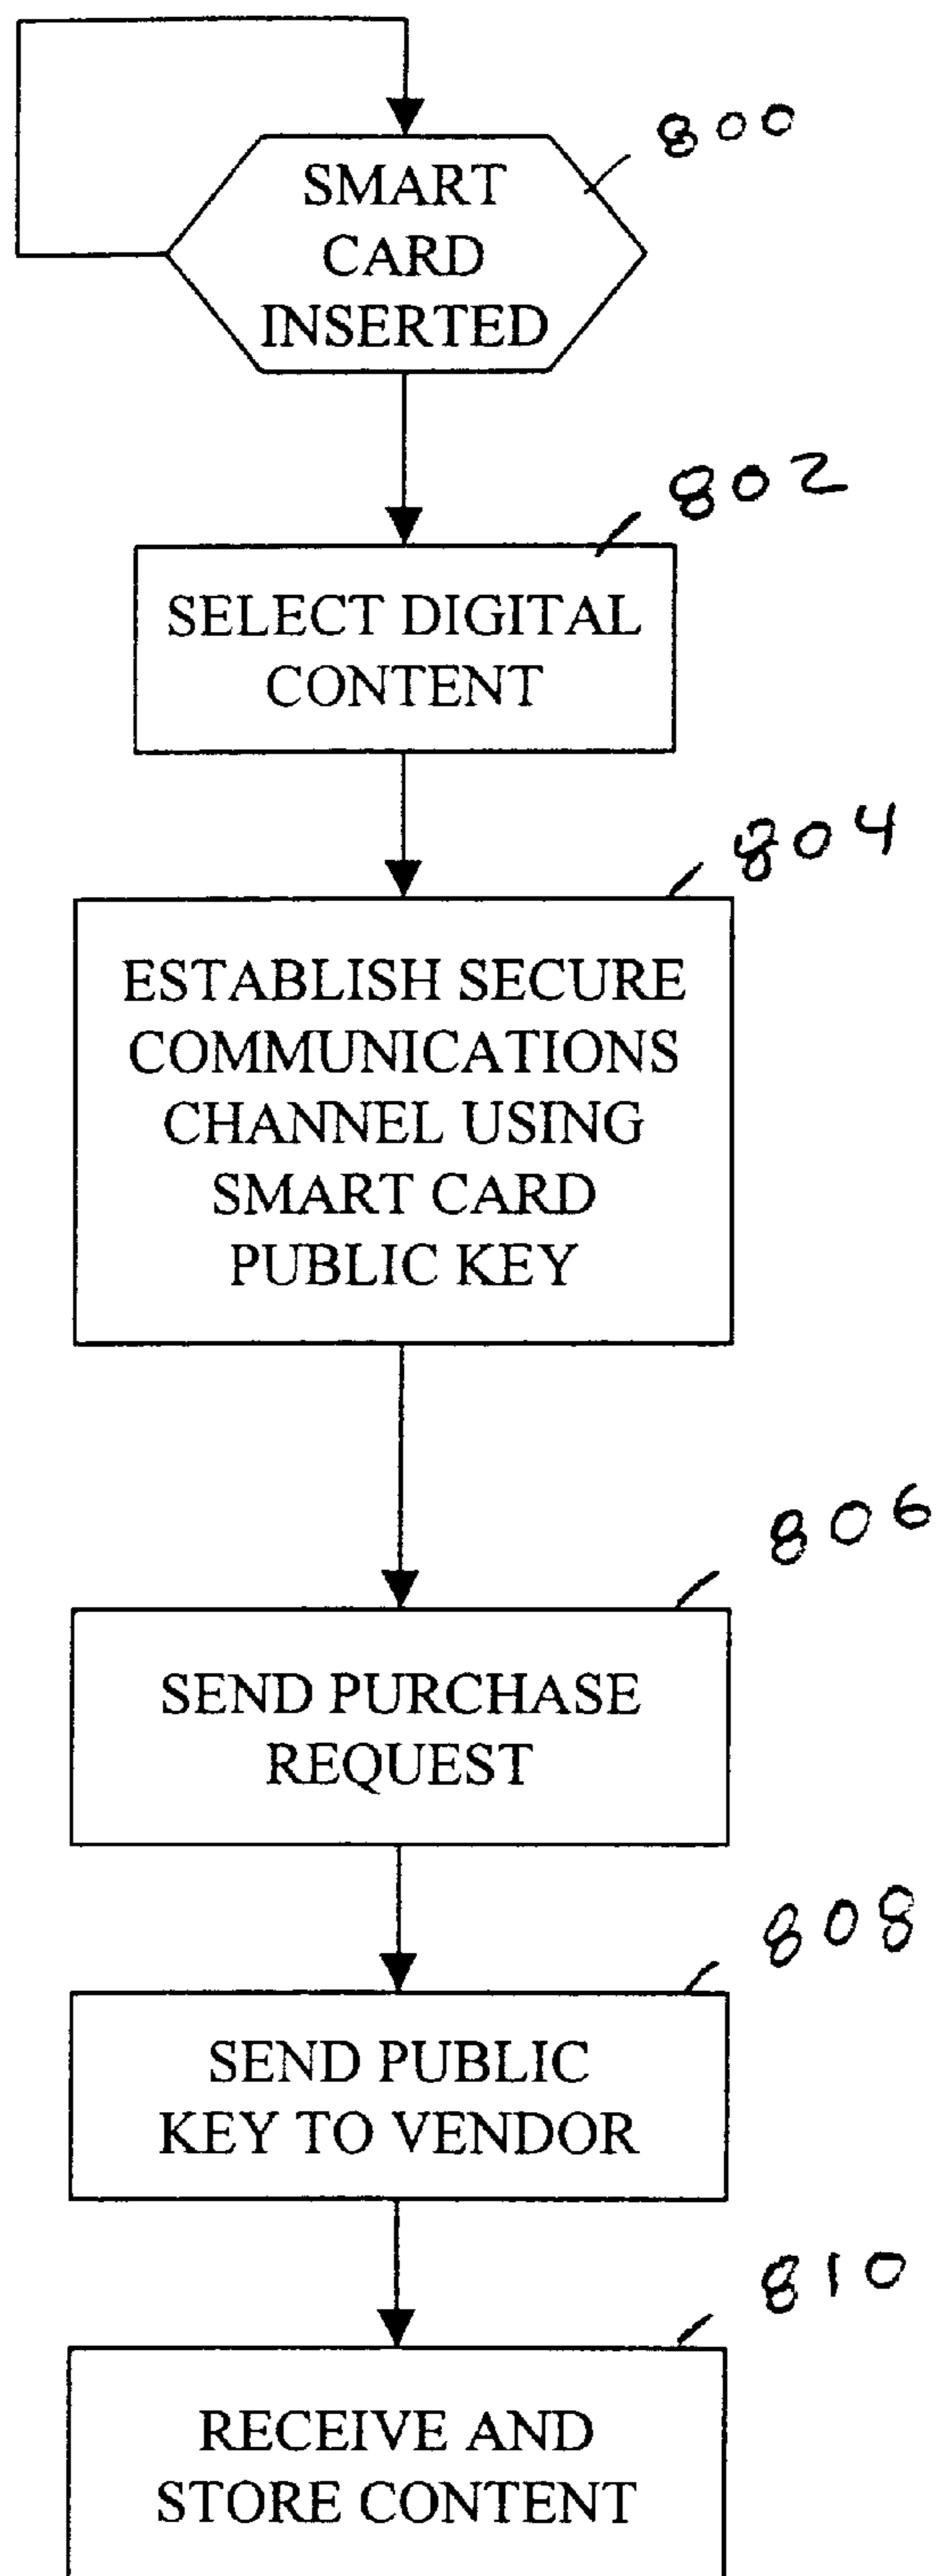 800
SMART
CARD
INSERTED
802
SELECT DIGITAL
CONTENT
804
ESTABLISH SECURE
COMMUNICATIONS
CHANNEL USING
SMART CARD
PUBLIC KEY
806
SEND PURCHASE
REQUEST
808
SEND PUBLIC
KEY TO VENDOR
810
RECEIVE AND
STORE CONTENT